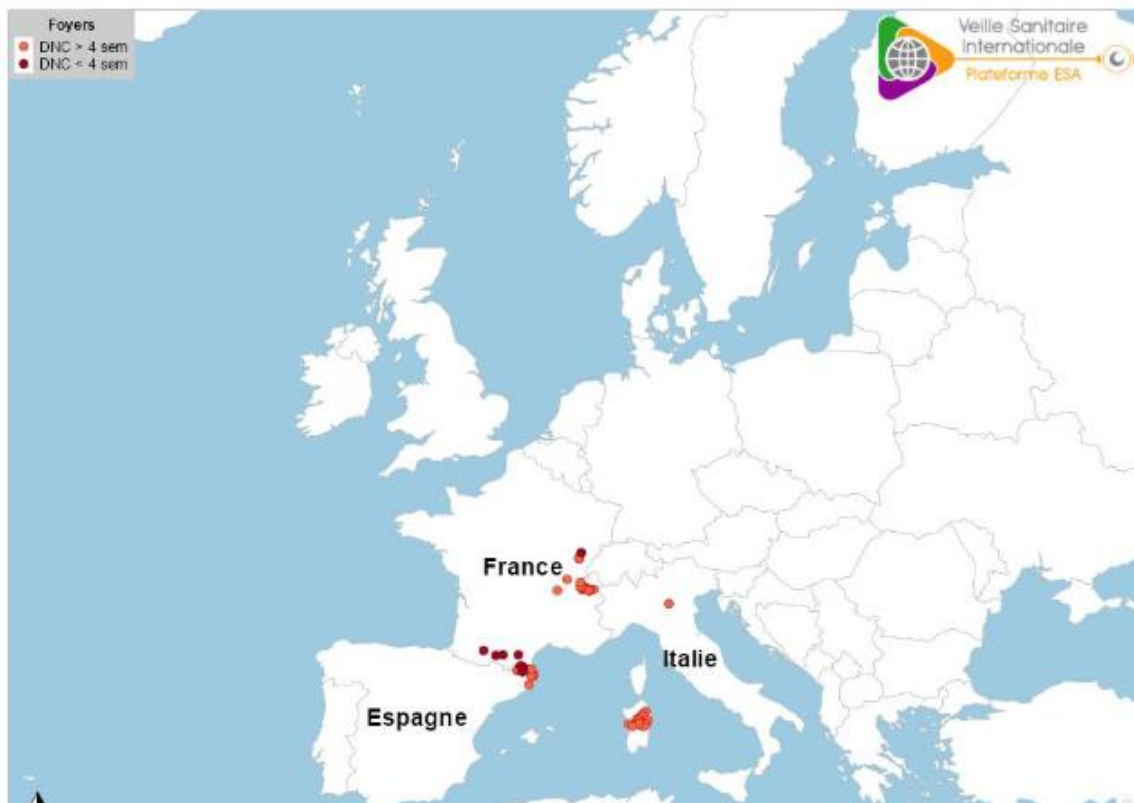 Foyers
DNC > 4 sem
DNC < 4 sem
Veille Sanitaire
Internationale
Plateforme ESA
France
Italie
Espagne